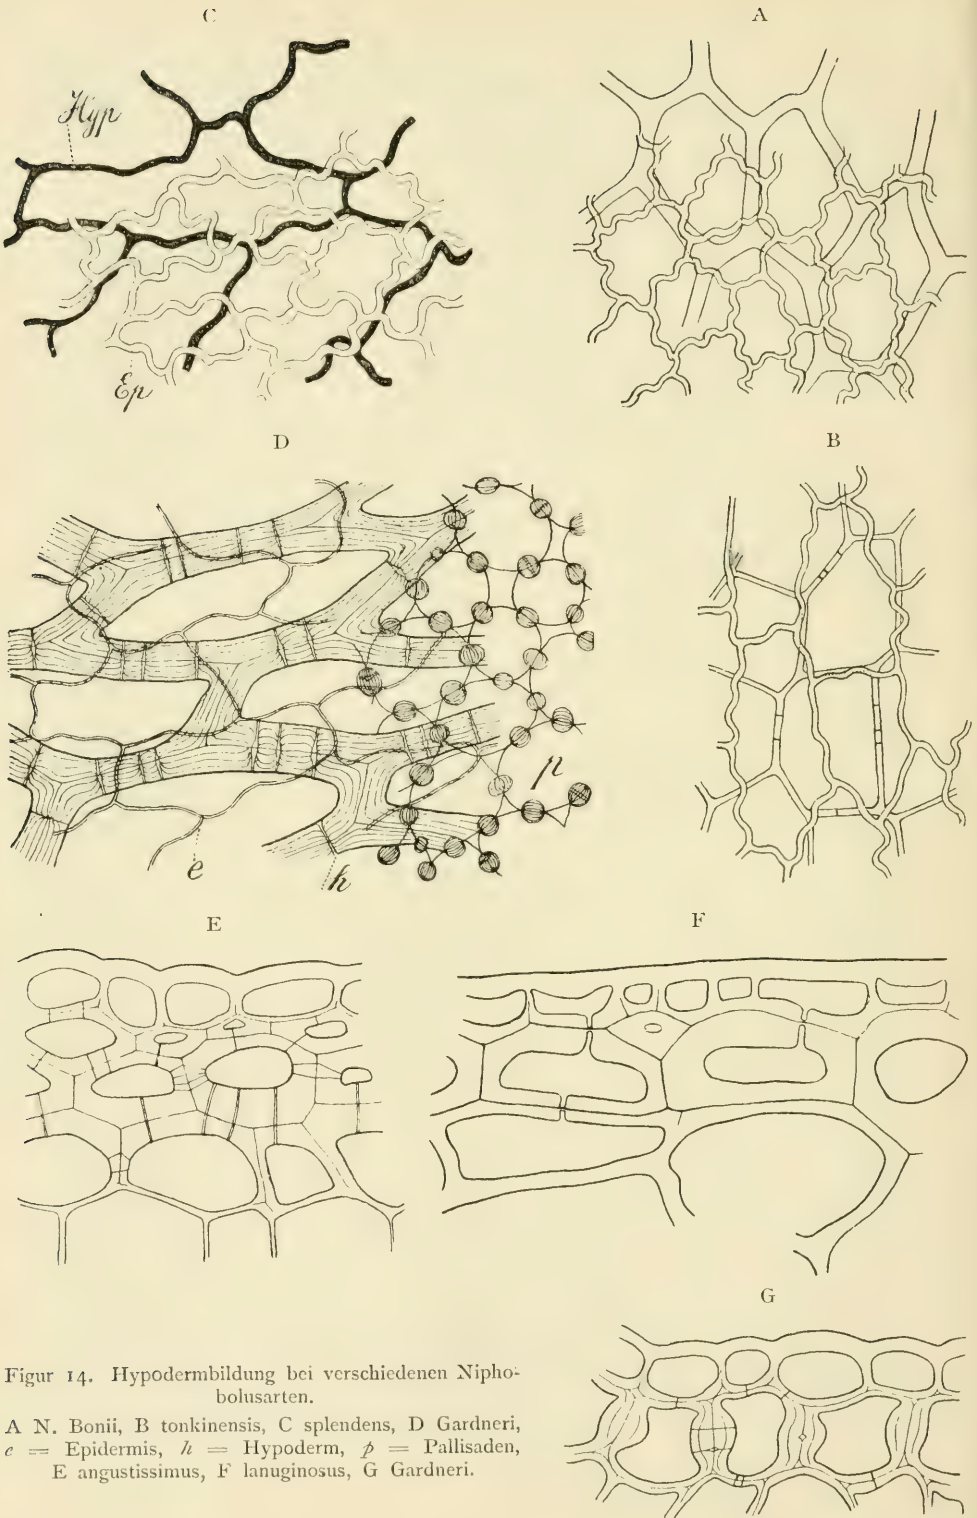 C
A
Hyp
Ep
D
B
p
e
h
E
F
G
Figur 14. Hypodermbildung bei verschiedenen Nipho-
bolusarten.
A N. Bonii, B tonkinensis, C splendens, D Gardneri,
e = Epidermis, h = Hypoderm, p = Pallisaden,
E angustissimus, F lanuginosus, G Gardneri.